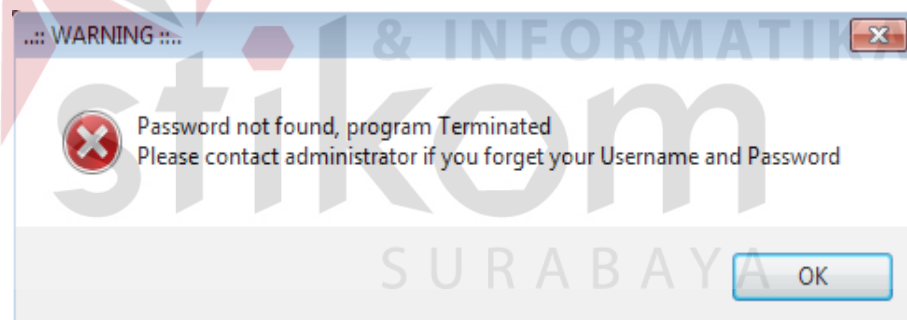 ..:: WARNING ::..
& INFORMATIKA
stikom
Password not found, program Terminated
Please contact administrator if you forget your Username and Password
SURABAYA
OK